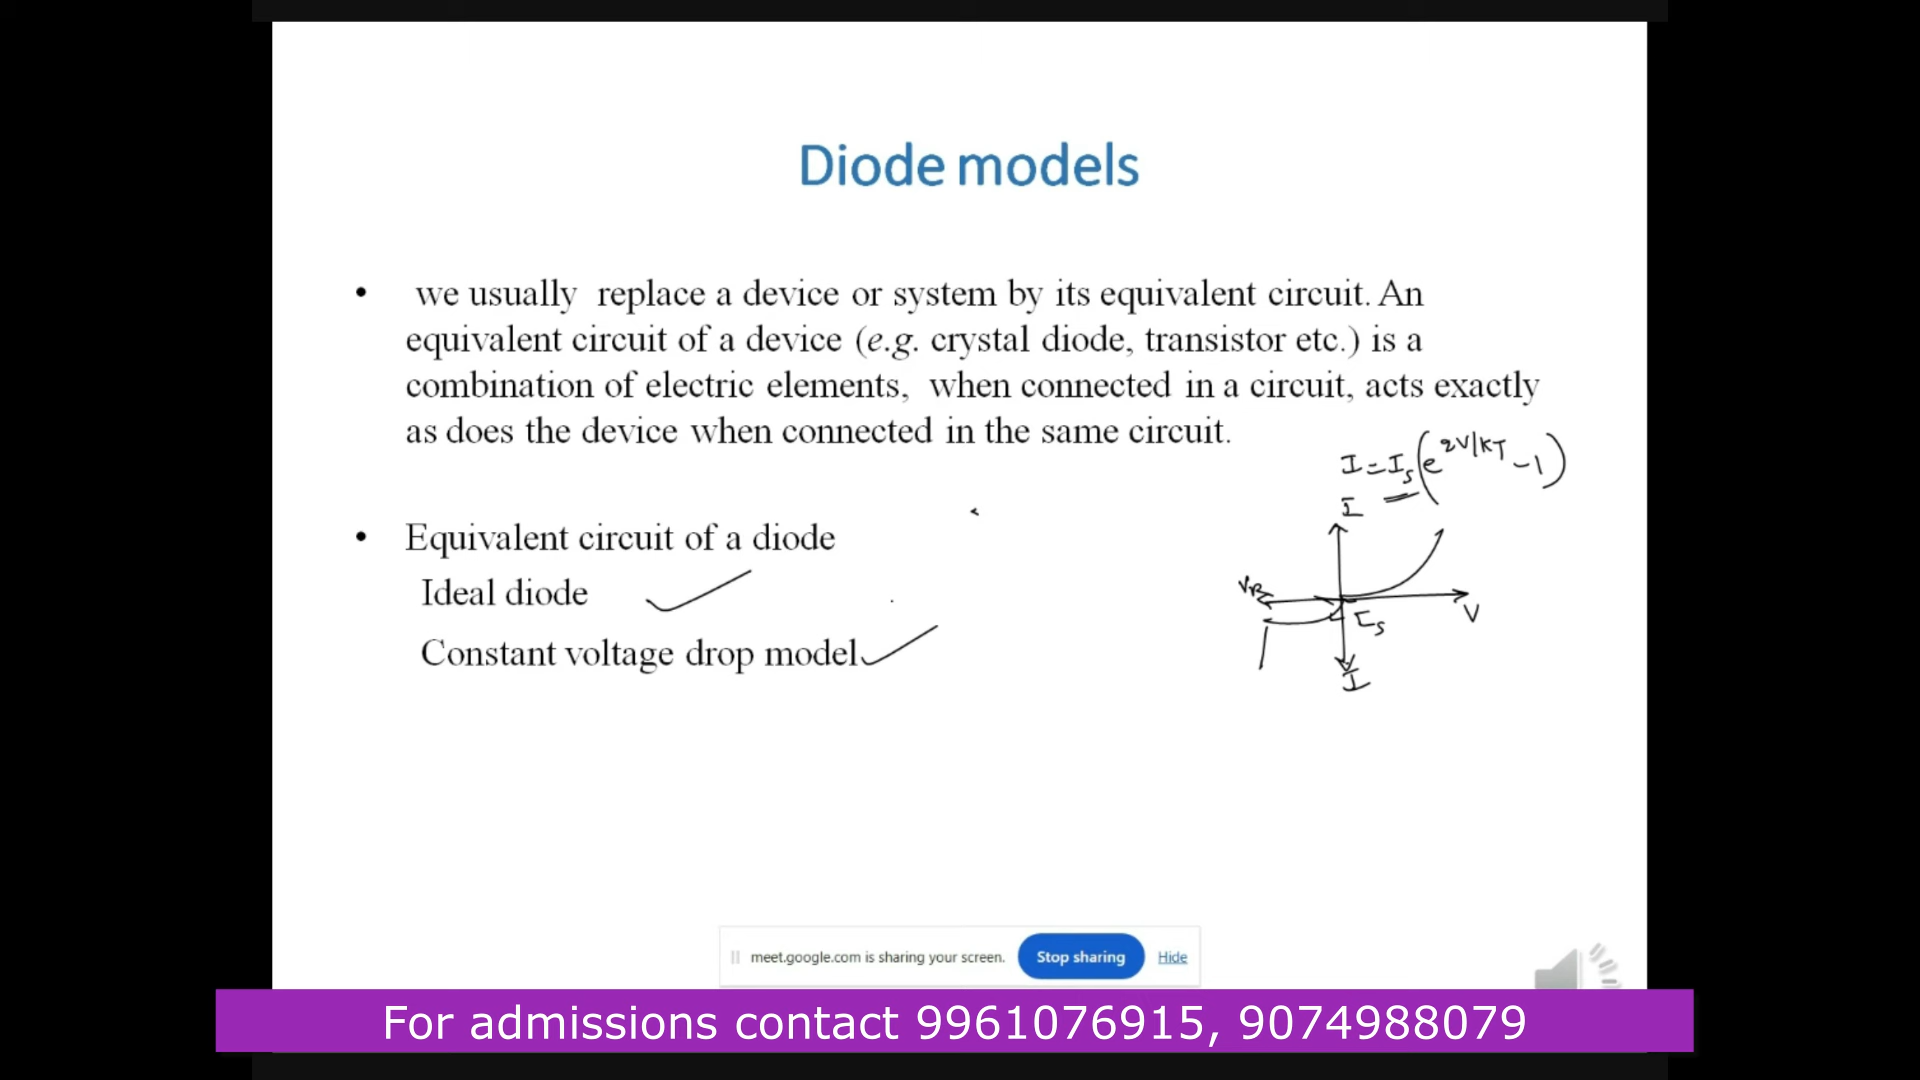 Diode models
• we usually replace a device or system by its equivalent circuit. An
equivalent circuit of a device (e.g. crystal diode, transistor etc.) is a
combination of electric elements, when connected in a circuit, acts exactly
as does the device when connected in the same circuit.
I = Is(e^qV/KT - 1)
I
• Equivalent circuit of a diode
Ideal diode
VR
Is
V
Constant voltage drop model
I
meet.google.com is sharing your screen. Stop sharing Hide
For admissions contact 9961076915, 9074988079